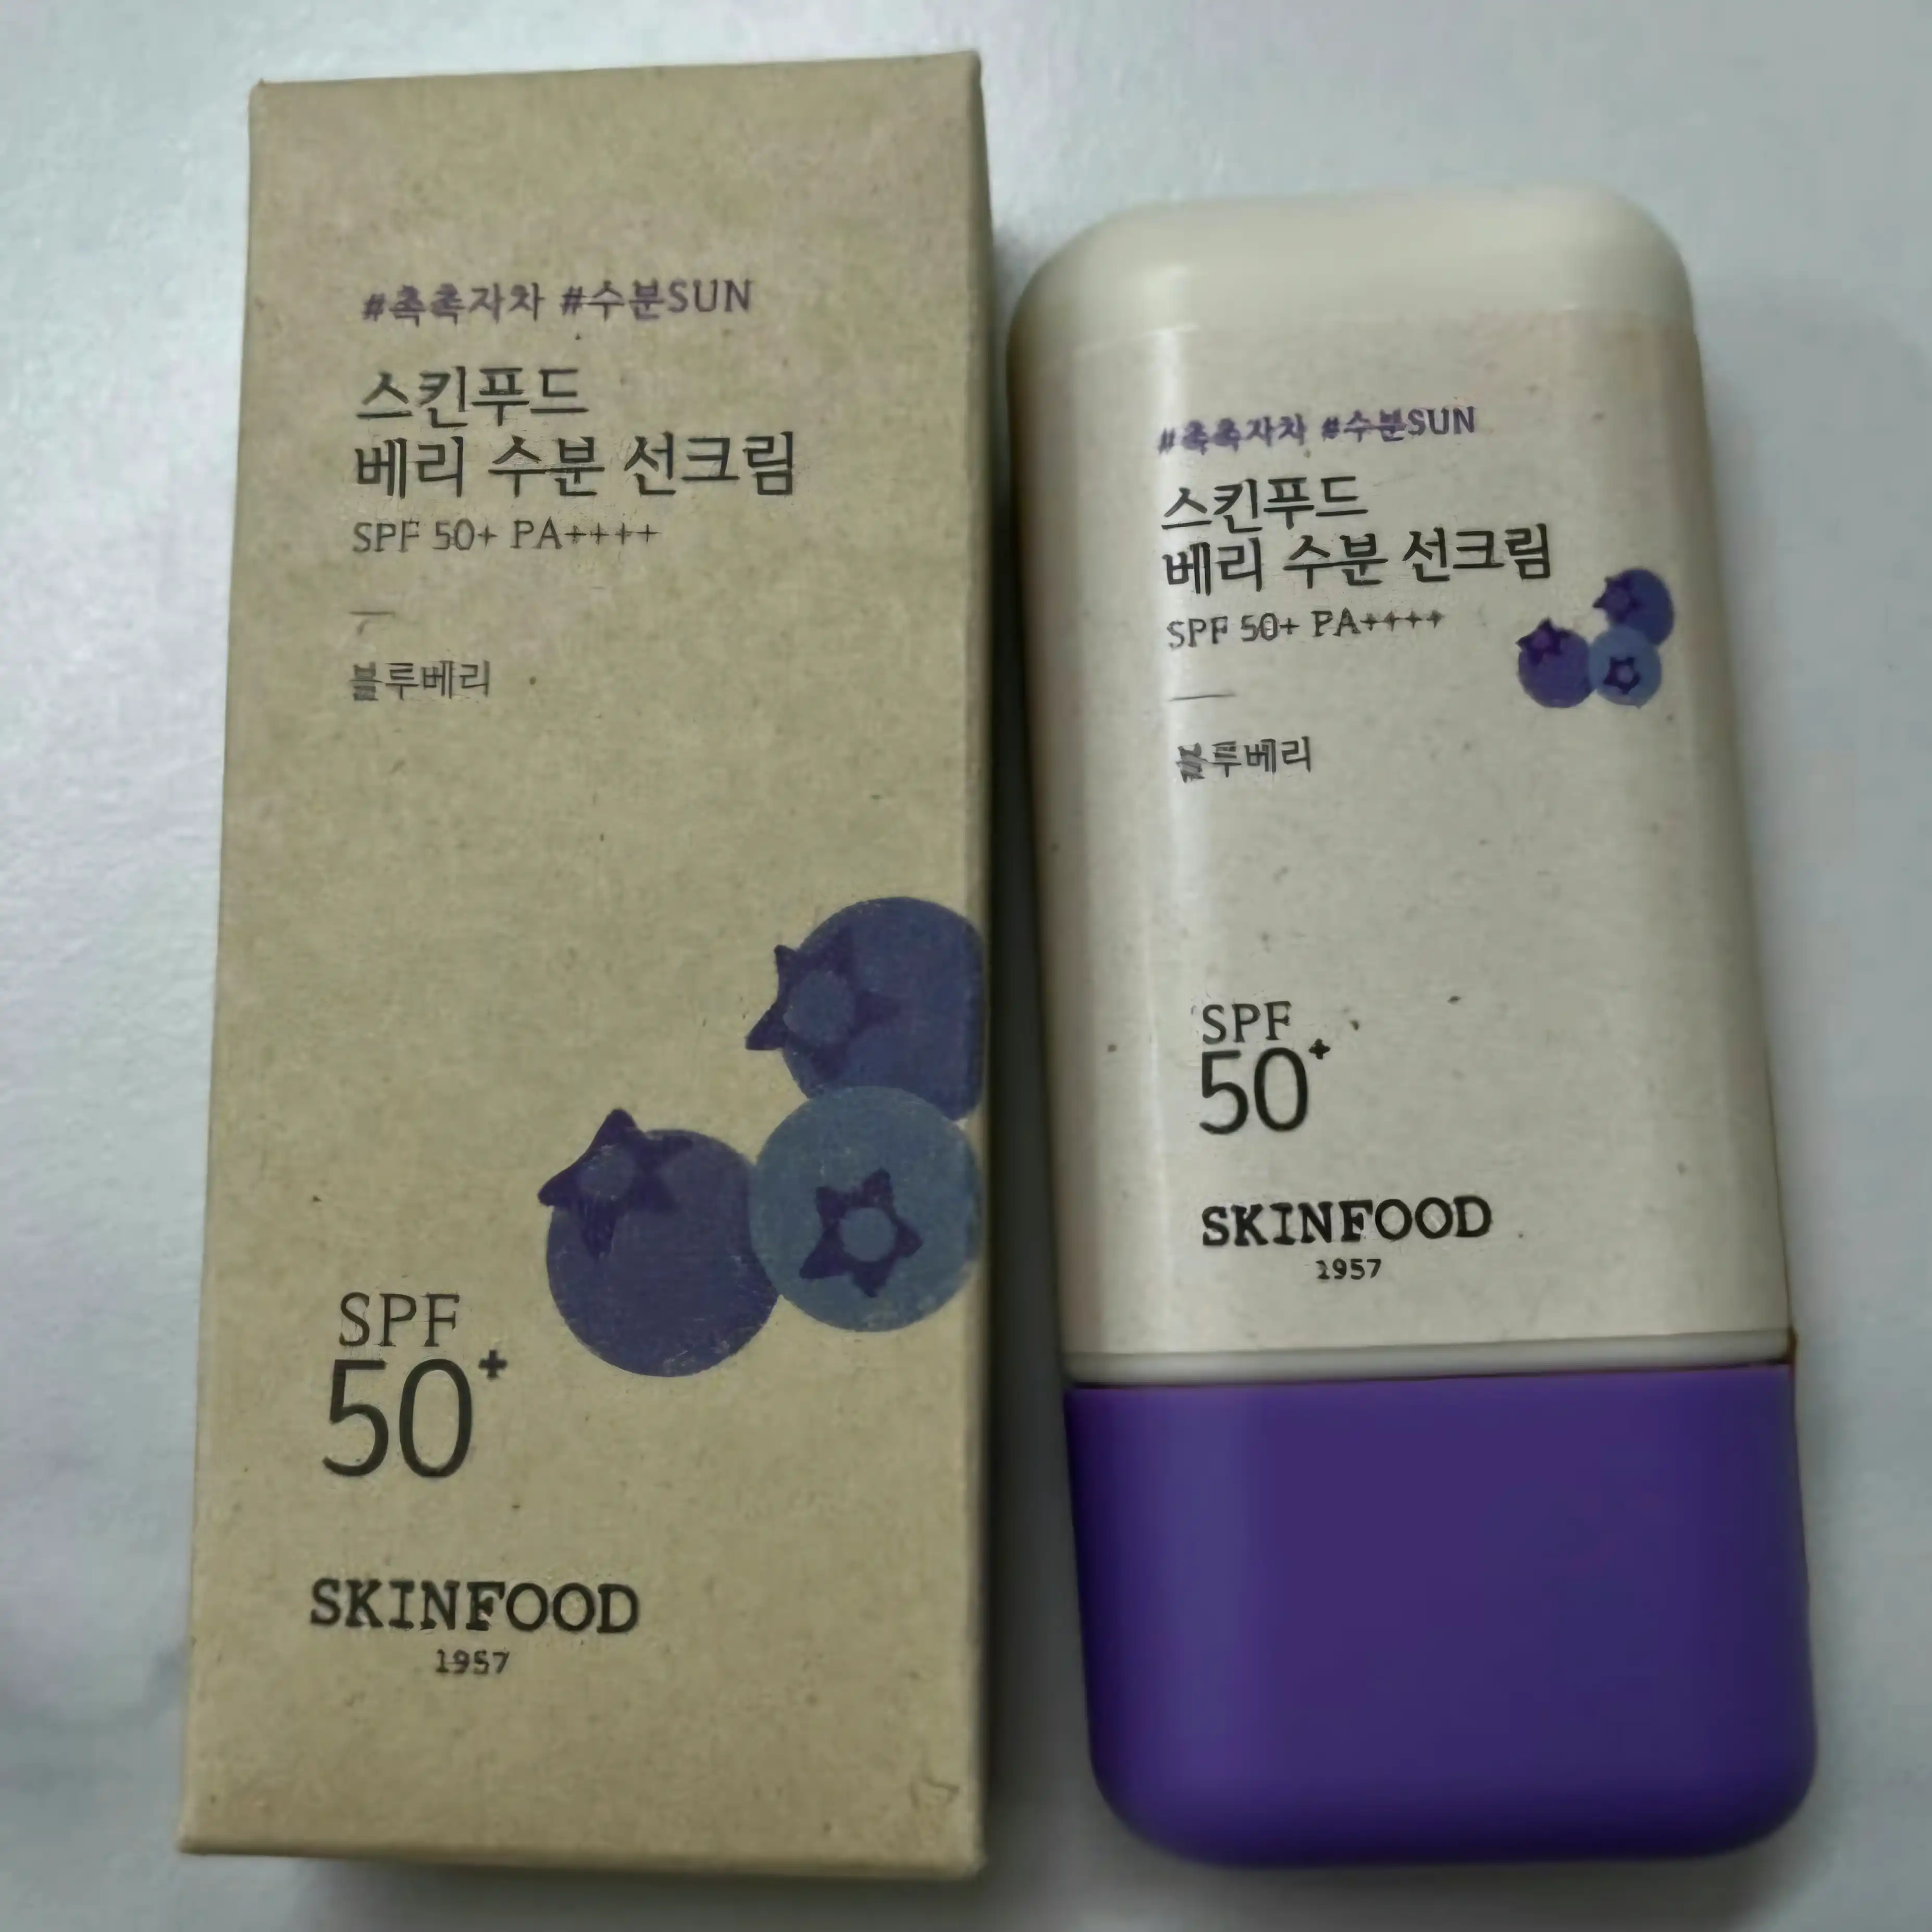 #촉촉자차 #수분SUN
스킨푸드
베리 수분 선크림
SPF 50+ PA++++
블루베리
SPF
50+
SKINFOOD
1957
#촉촉자차 #수분SUN
스킨푸드
베리 수분 선크림
SPF 50+ PA++++
블루베리
SPF
50+
SKINFOOD
1957